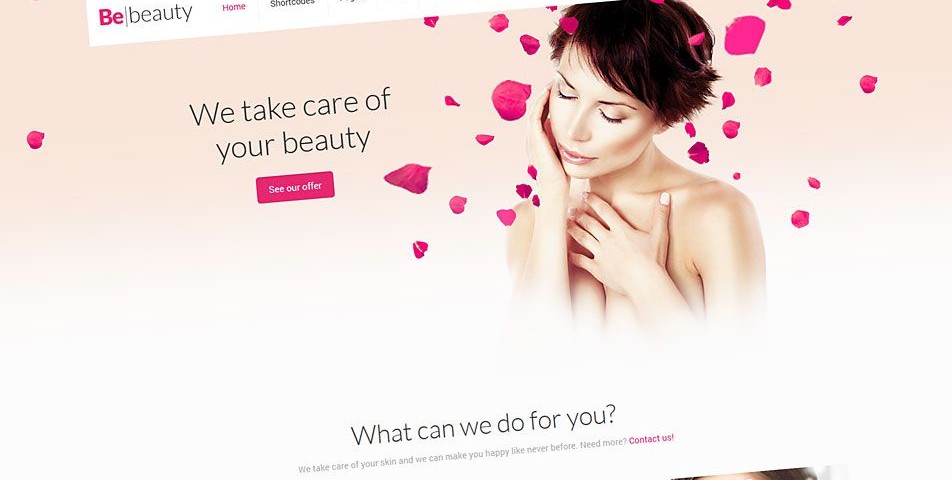 Be|beauty
Home
Shortcodes
We take care of
your beauty
See our offer
What can we do for you?
We take care of your skin and we can make you happy like never before. Need more? Contact us!